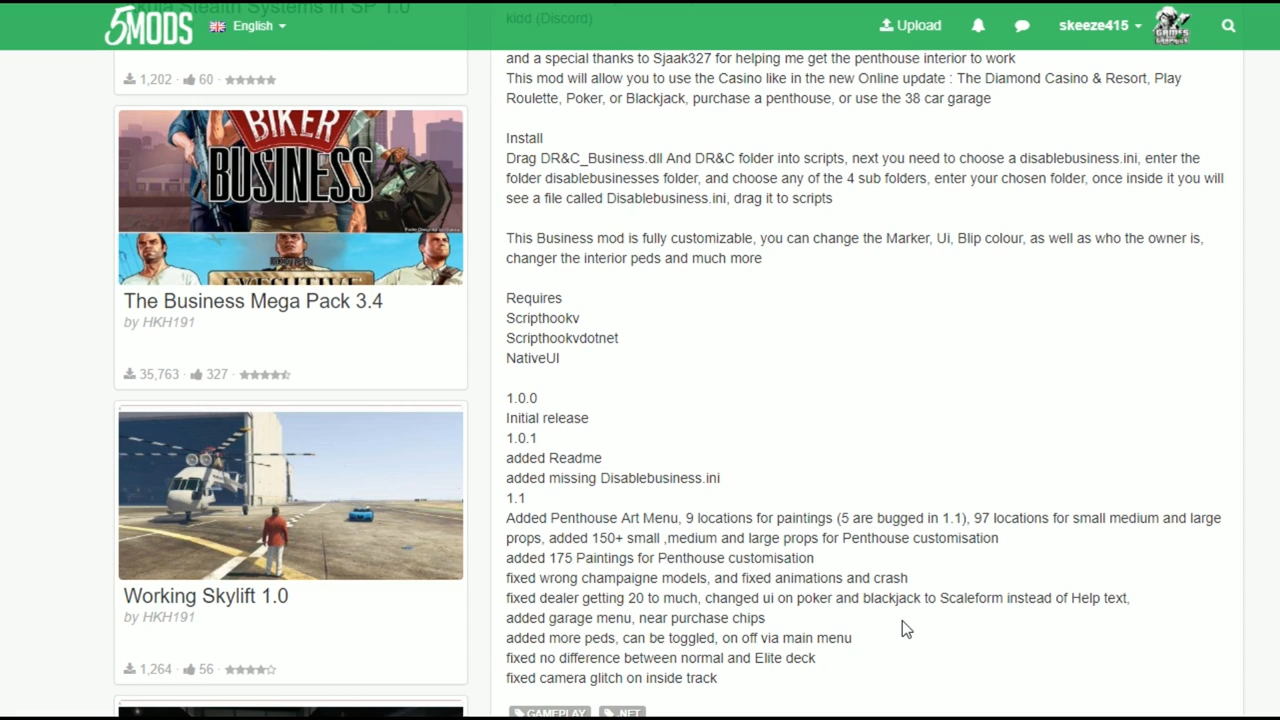 kuja Stealth Systems in SP 1.0
5MODS
English
Upload
skeeze415
1,202 · 60
BIKER
BUSINESS
EXECUTIVE
The Business Mega Pack 3.4
by HKH191
35,763 · 327
Working Skylift 1.0
by HKH191
1,264 · 56
kidd (Discord)
and a special thanks to Sjaak327 for helping me get the penthouse interior to work
This mod will allow you to use the Casino like in the new Online update : The Diamond Casino & Resort, Play
Roulette, Poker, or Blackjack, purchase a penthouse, or use the 38 car garage
Install
Drag DR&C_Business.dll And DR&C folder into scripts, next you need to choose a disablebusiness.ini, enter the
folder disablebusinesses folder, and choose any of the 4 sub folders, enter your chosen folder, once inside it you will
see a file called Disablebusiness.ini, drag it to scripts
This Business mod is fully customizable, you can change the Marker, Ui, Blip colour, as well as who the owner is,
changer the interior peds and much more
Requires
Scripthookv
Scripthookvdotnet
NativeUI
1.0.0
Initial release
1.0.1
added Readme
added missing Disablebusiness.ini
1.1
Added Penthouse Art Menu, 9 locations for paintings (5 are bugged in 1.1), 97 locations for small medium and large
props, added 150+ small ,medium and large props for Penthouse customisation
added 175 Paintings for Penthouse customisation
fixed wrong champaigne models, and fixed animations and crash
fixed dealer getting 20 to much, changed ui on poker and blackjack to Scaleform instead of Help text,
added garage menu, near purchase chips
added more peds, can be toggled, on off via main menu
fixed no difference between normal and Elite deck
fixed camera glitch on inside track
GAMEPLAY
.NET